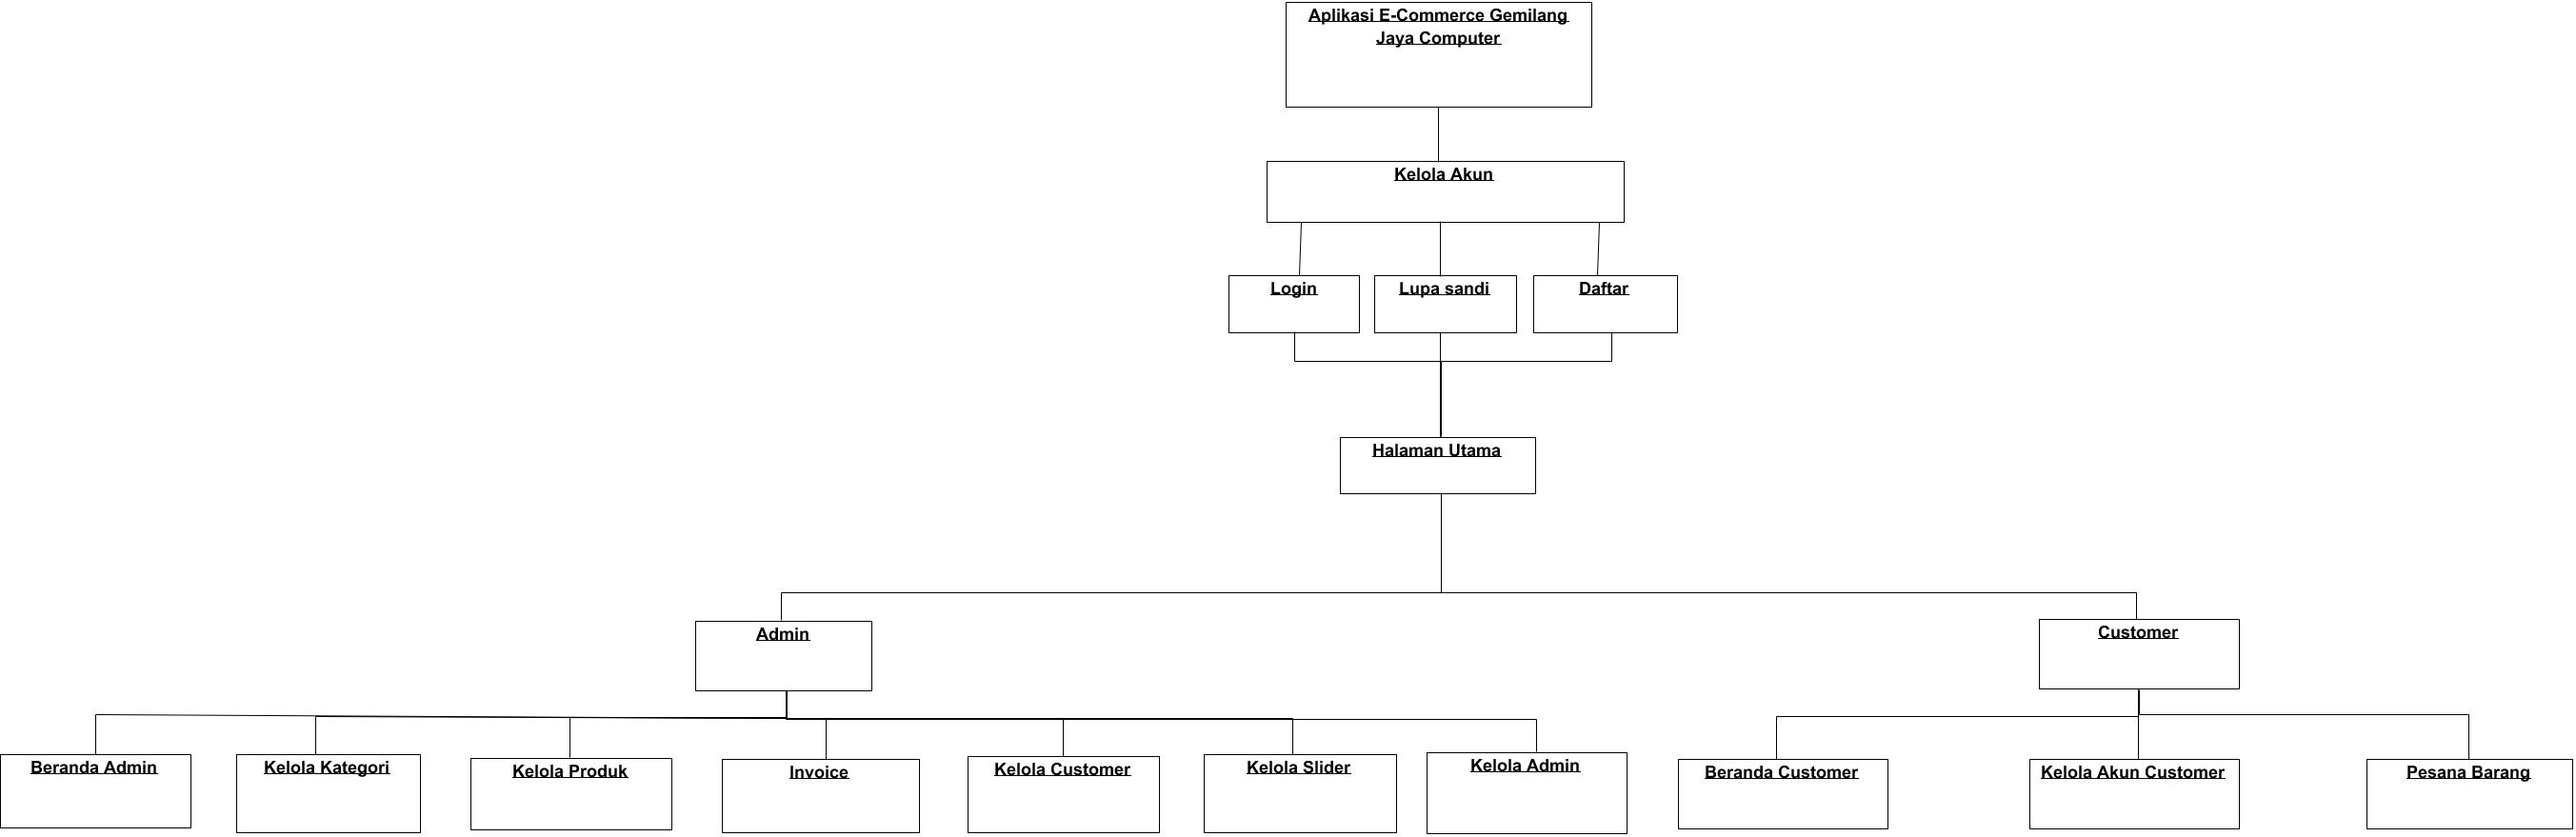 Aplikasi E-Commerce Gemilang
Jaya Computer
Kelola Akun
Login
Lupa sandi
Daftar
Halaman Utama
Admin
Customer
Beranda Admin
Kelola Kategori
Kelola Produk
Invoice
Kelola Customer
Kelola Slider
Kelola Admin
Beranda Customer
Kelola Akun Customer
Pesana Barang